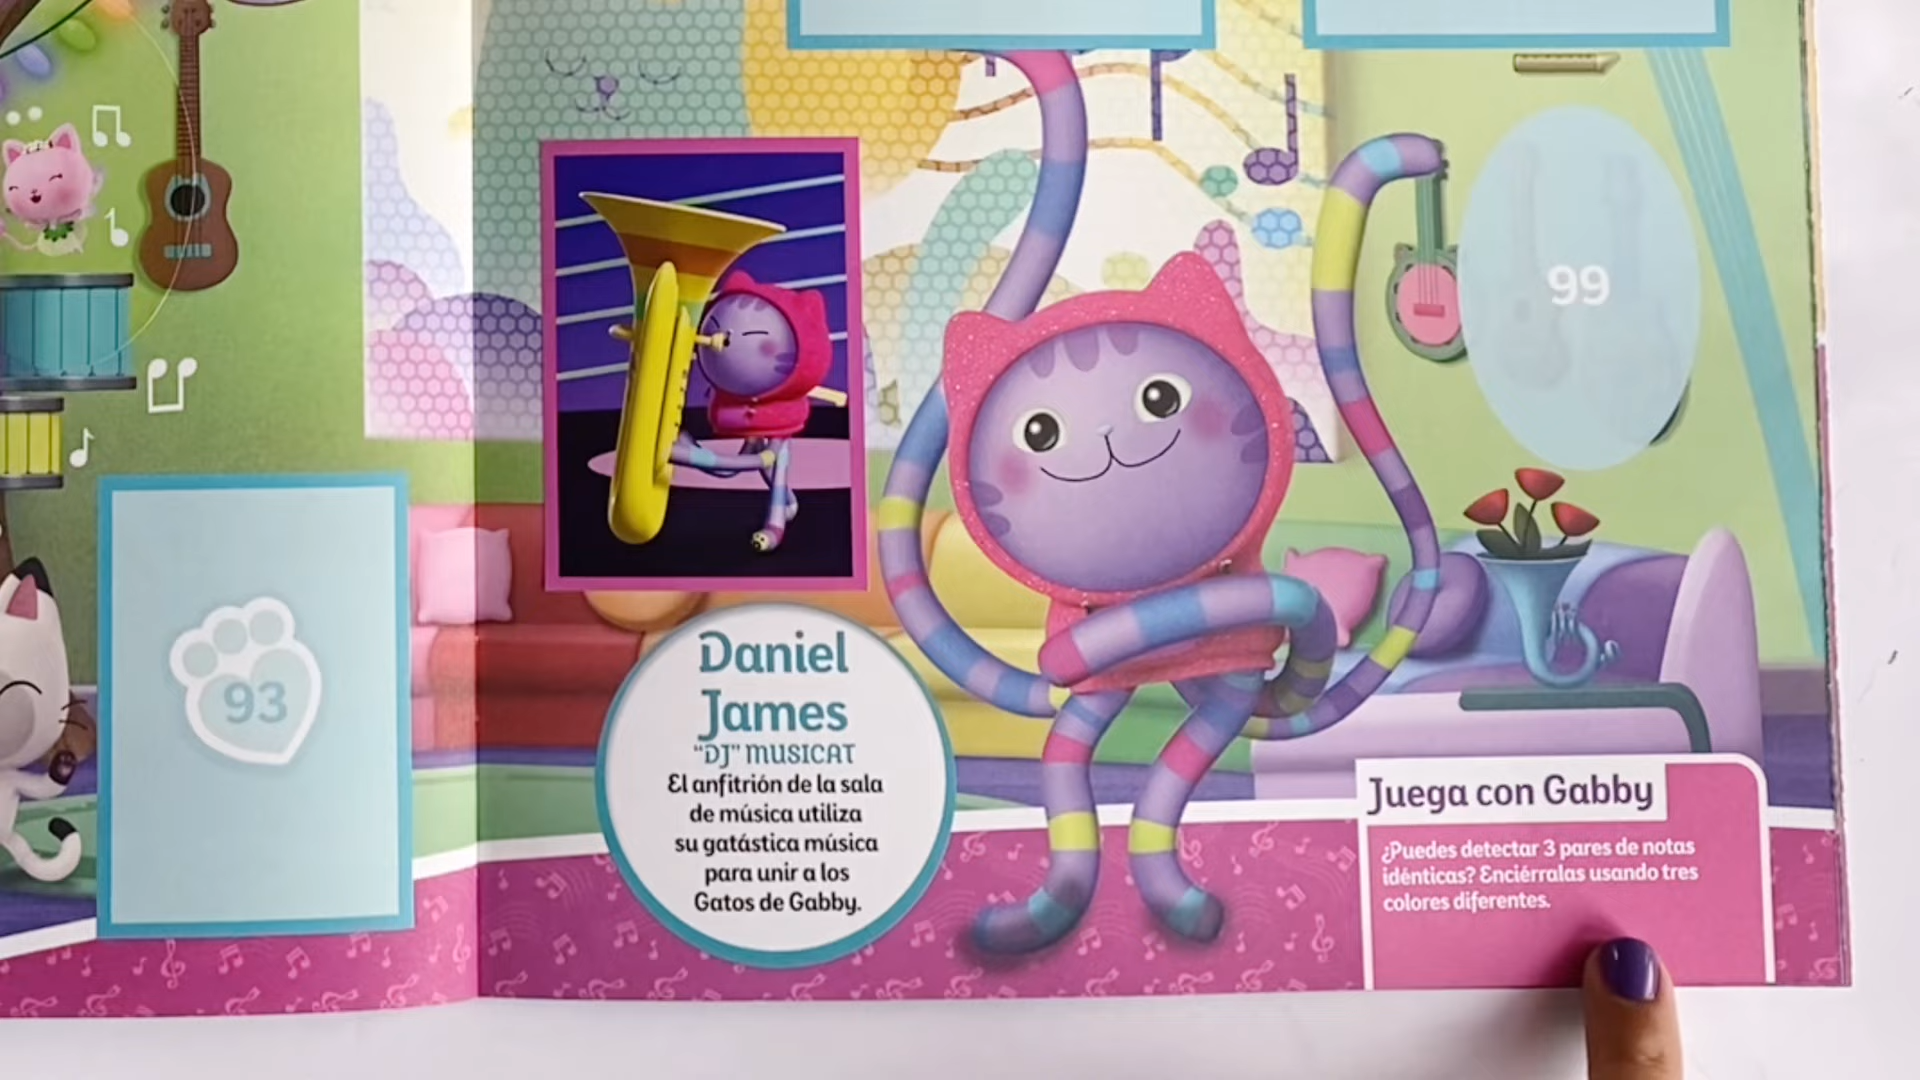 99
93
Daniel
James
"DJ" MUSICAT
El anfitrión de la sala
de música utiliza
su gatástica música
para unir a los
Gatos de Gabby.
Juega con Gabby
¿Puedes detectar 3 pares de notas
idénticas? Enciérralas usando tres
colores diferentes.